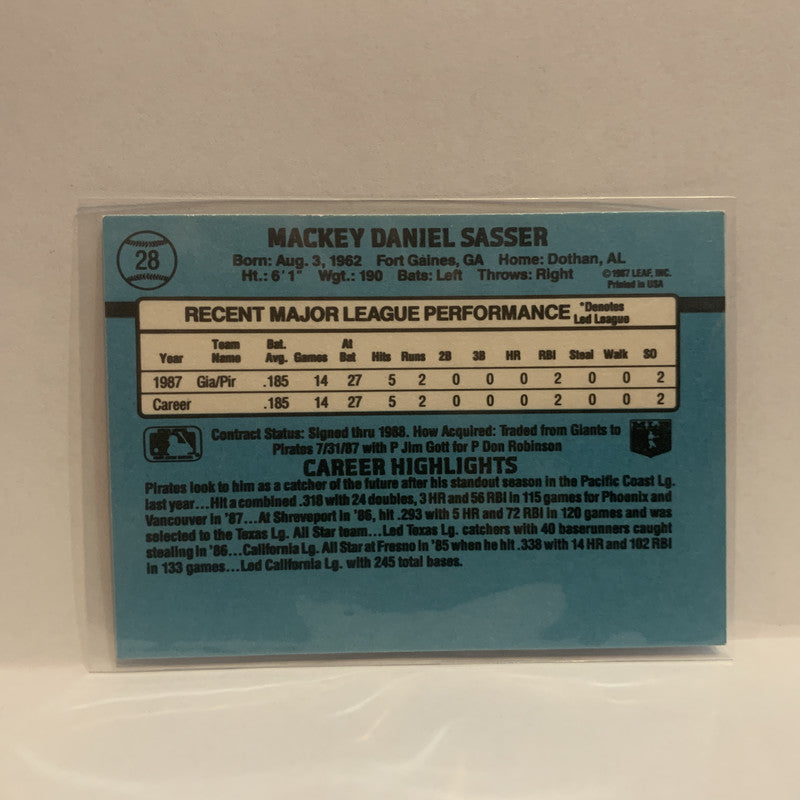 28
MACKEY DANIEL SASSER
Born: Aug. 3, 1962 Fort Gaines, GA Home: Dothan, AL
Ht.: 6'1" Wgt.: 190 Bats: Left Throws: Right
©1987 LEAF, INC.
Printed in USA
RECENT MAJOR LEAGUE PERFORMANCE *Denotes Led League
Year Team Name Bat. Avg. Games At Bat Hits Runs 2B 3B HR RBI Steal Walk SO
1987 Gia/Pir .185 14 27 5 2 0 0 0 2 0 0 2
Career .185 14 27 5 2 0 0 0 2 0 0 2
Contract Status: Signed thru 1988. How Acquired: Traded from Giants to
Pirates 7/31/87 with P Jim Gott for P Don Robinson
CAREER HIGHLIGHTS
Pirates look to him as a catcher of the future after his standout season in the Pacific Coast Lg.
last year...Hit a combined .318 with 24 doubles, 3 HR and 56 RBI in 115 games for Phoenix and
Vancouver in '87...At Shreveport in '86, hit .293 with 5 HR and 72 RBI in 120 games and was
selected to the Texas Lg. All Star team...Led Texas Lg. catchers with 40 baserunners caught
stealing in '86...California Lg. All Star at Fresno in '85 when he hit .338 with 14 HR and 102 RBI
in 133 games...Led California Lg. with 245 total bases.